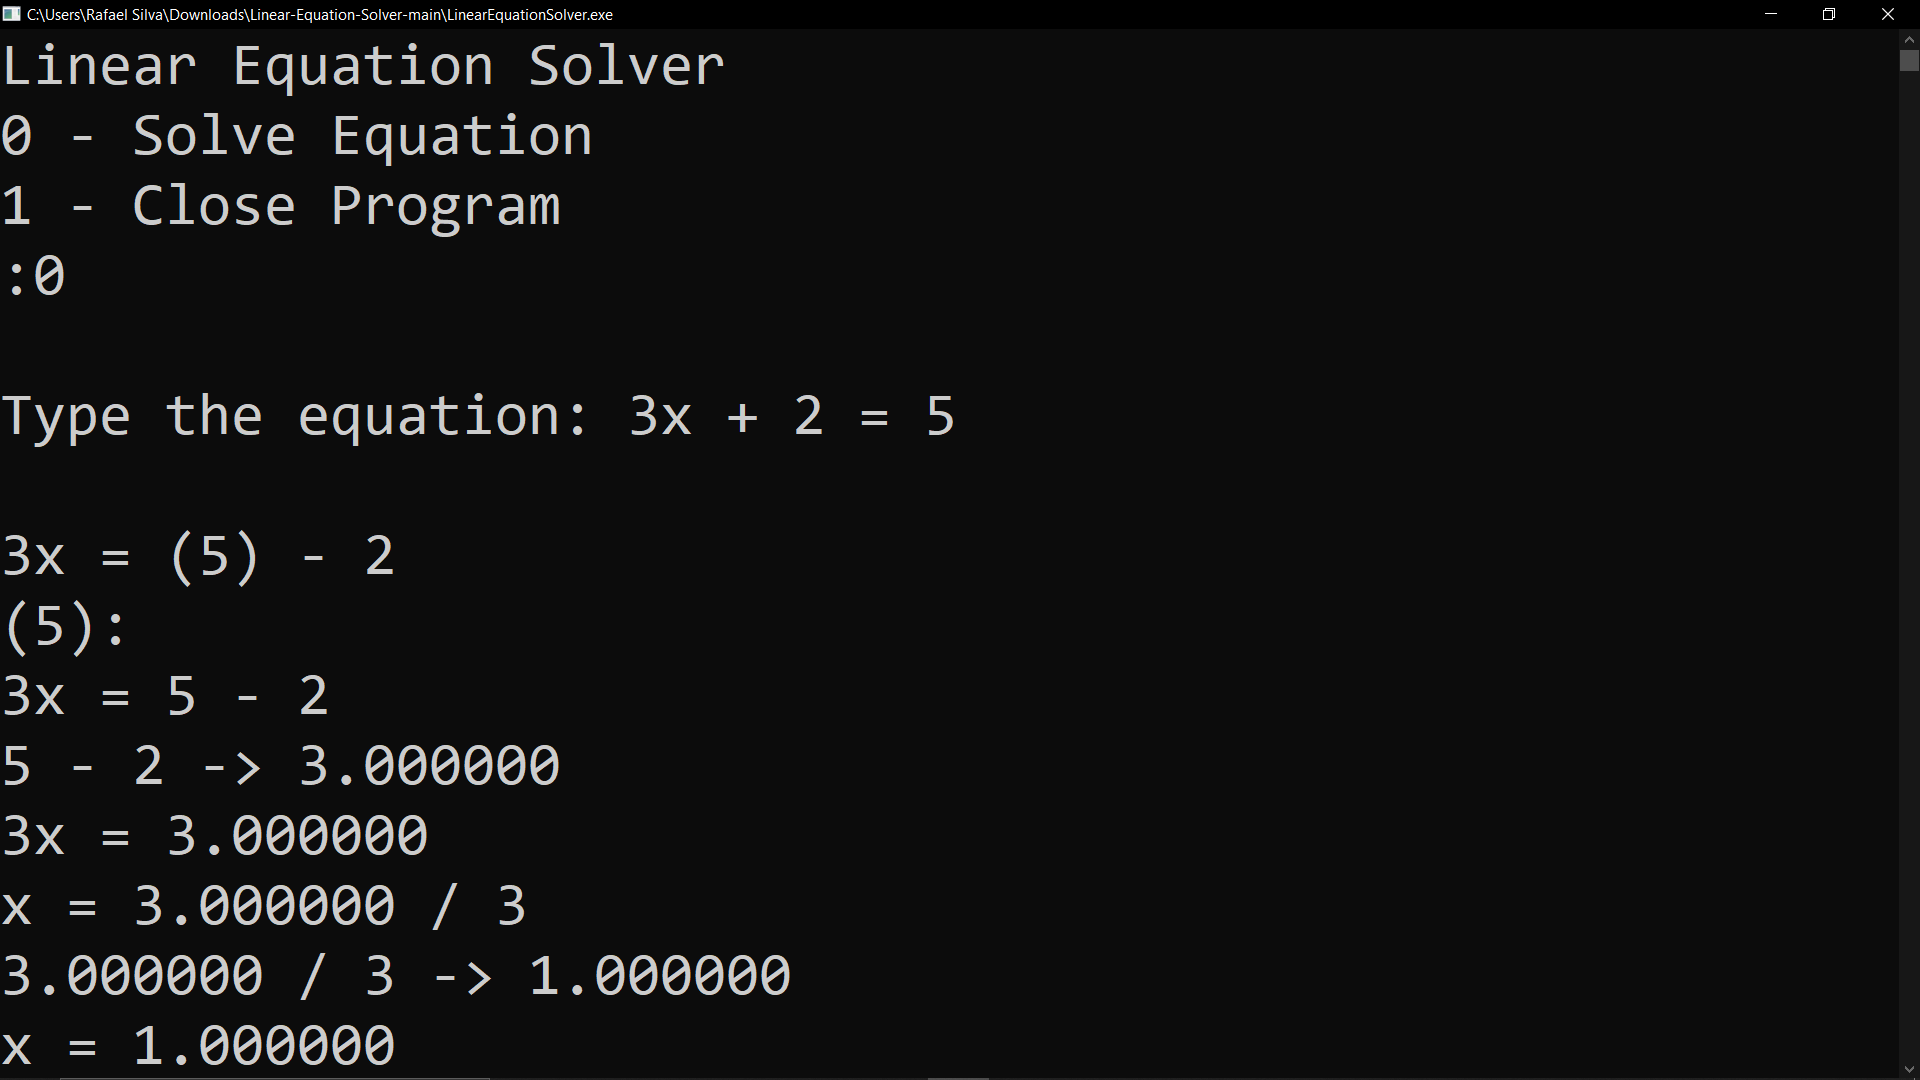 C:\Users\Rafael Silva\Downloads\Linear-Equation-Solver-main\LinearEquationSolver.exe
Linear Equation Solver
0 - Solve Equation
1 - Close Program
:0
Type the equation: 3x + 2 = 5
3x = (5) - 2
(5):
3x = 5 - 2
5 - 2 -> 3.000000
3x = 3.000000
x = 3.000000 / 3
3.000000 / 3 -> 1.000000
x = 1.000000